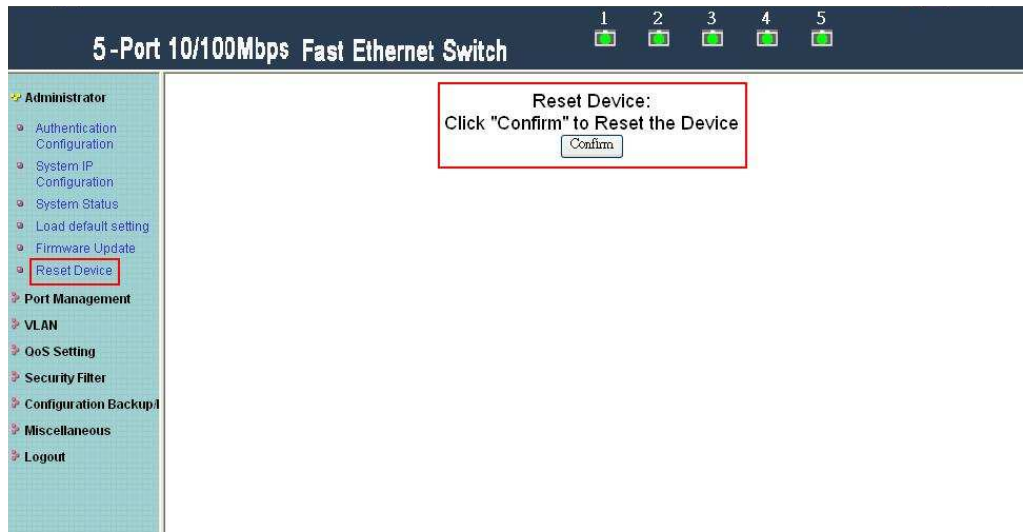 1 2 3 4 5
5-Port 10/100Mbps Fast Ethernet Switch
Administrator
Authentication
Configuration
System IP
Configuration
System Status
Load default setting
Firmware Update
Reset Device
Port Management
VLAN
QoS Setting
Security Filter
Configuration Backup/
Miscellaneous
Logout
Reset Device:
Click "Confirm" to Reset the Device
Confirm